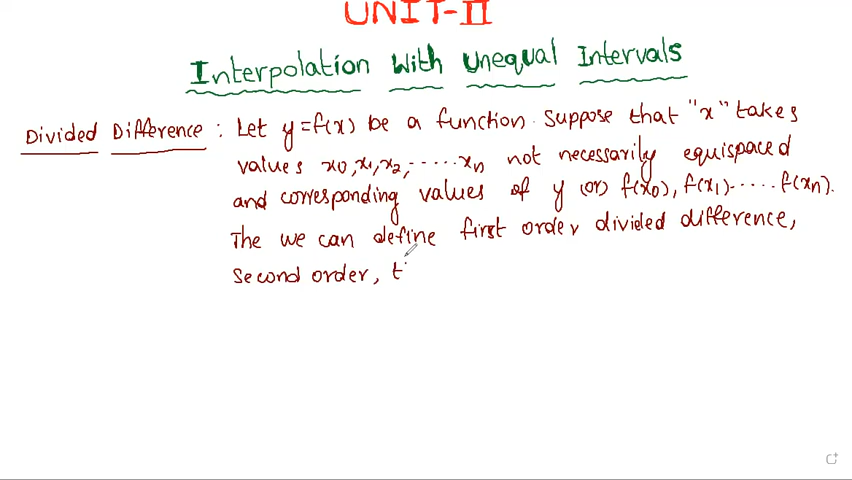 UNIT-II
Interpolation With Unequal Intervals
Divided Difference : Let y=f(x) be a function. Suppose that "x" takes
values x0,x1,x2,.....xn not necessarily equispaced
and corresponding values of y (or) f(x0), f(x1).....f(xn).
The we can define first order divided difference,
Second order, t